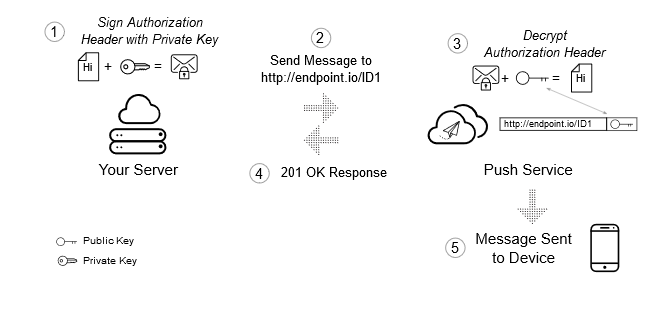 1
Sign Authorization
Header with Private Key
Hi + =
Your Server
2
Send Message to
http://endpoint.io/ID1
4 201 OK Response
3
Decrypt
Authorization Header
+ = Hi
http://endpoint.io/ID1
Push Service
5
Message Sent
to Device
Public Key
Private Key